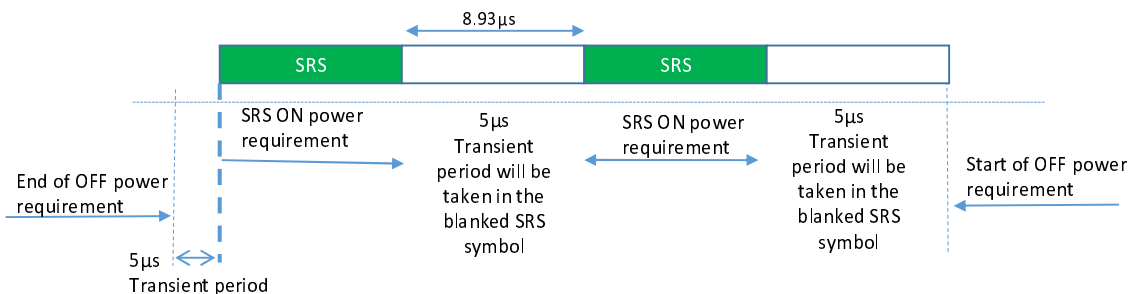 8.93µs
SRS
SRS
SRS ON power
requirement
5µs
Transient
period will be
taken in the
blanked SRS
symbol
SRS ON power
requirement
5µs
Transient
period will be
taken in the
blanked SRS
symbol
End of OFF power
requirement
Start of OFF power
requirement
5µs
Transient period